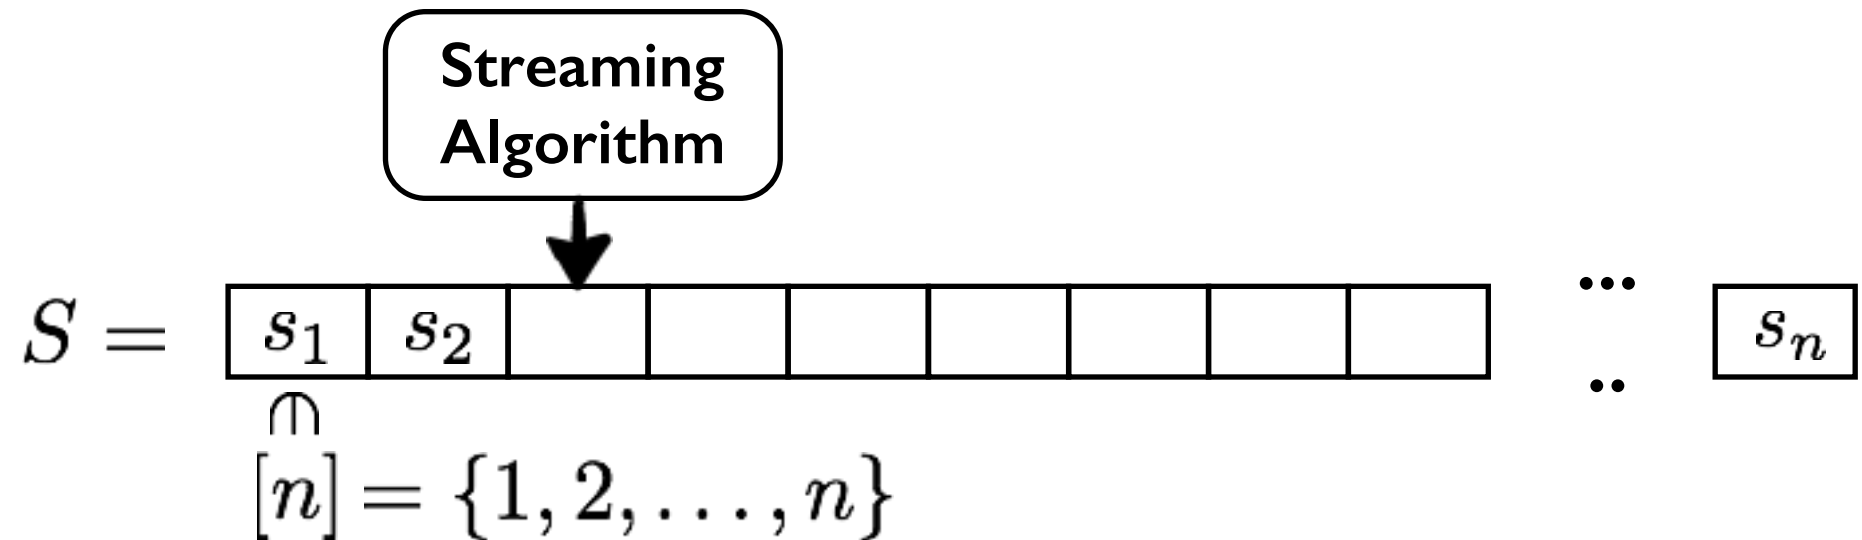 Streaming
Algorithm
S = s₁ s₂ ... sₙ
..
∈
[n] = {1, 2, . . . , n}